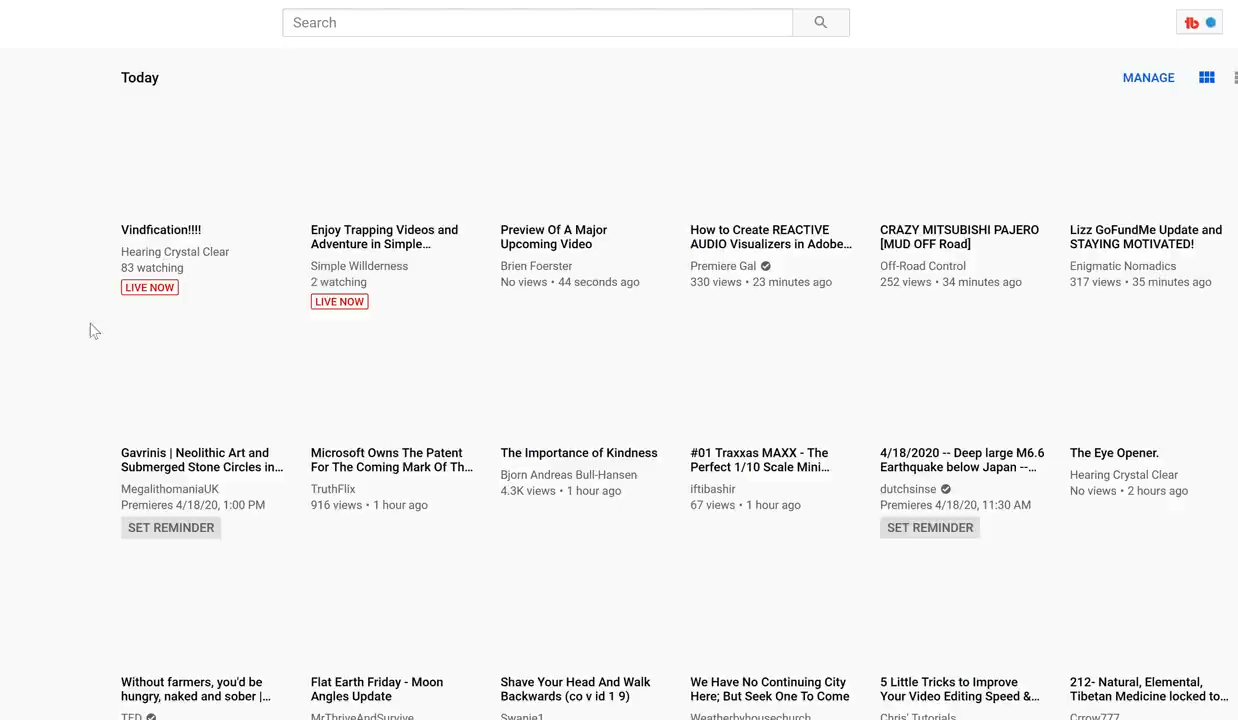 Search
Today
MANAGE
Vindfication!!!!
Hearing Crystal Clear
83 watching
LIVE NOW
Enjoy Trapping Videos and
Adventure in Simple...
Simple Willderness
2 watching
LIVE NOW
Preview Of A Major
Upcoming Video
Brien Foerster
No views • 44 seconds ago
How to Create REACTIVE
AUDIO Visualizers in Adobe...
Premiere Gal
330 views • 23 minutes ago
CRAZY MITSUBISHI PAJERO
[MUD OFF Road]
Off-Road Control
252 views • 34 minutes ago
Lizz GoFundMe Update and
STAYING MOTIVATED!
Enigmatic Nomadics
317 views • 35 minutes ago
Gavrinis | Neolithic Art and
Submerged Stone Circles in...
MegalithomaniaUK
Premieres 4/18/20, 1:00 PM
SET REMINDER
Microsoft Owns The Patent
For The Coming Mark Of Th...
TruthFlix
916 views • 1 hour ago
The Importance of Kindness
Bjorn Andreas Bull-Hansen
4.3K views • 1 hour ago
#01 Traxxas MAXX - The
Perfect 1/10 Scale Mini...
iftibashir
67 views • 1 hour ago
4/18/2020 -- Deep large M6.6
Earthquake below Japan --...
dutchsinse
Premieres 4/18/20, 11:30 AM
SET REMINDER
The Eye Opener.
Hearing Crystal Clear
No views • 2 hours ago
Without farmers, you'd be
hungry, naked and sober |...
TED
Flat Earth Friday - Moon
Angles Update
MrThriveAndSurvive
Shave Your Head And Walk
Backwards (co v id 1 9)
Swanie1
We Have No Continuing City
Here; But Seek One To Come
Weatherbyhousechurch
5 Little Tricks to Improve
Your Video Editing Speed &...
Chris' Tutorials
212- Natural, Elemental,
Tibetan Medicine locked to...
Crrow777